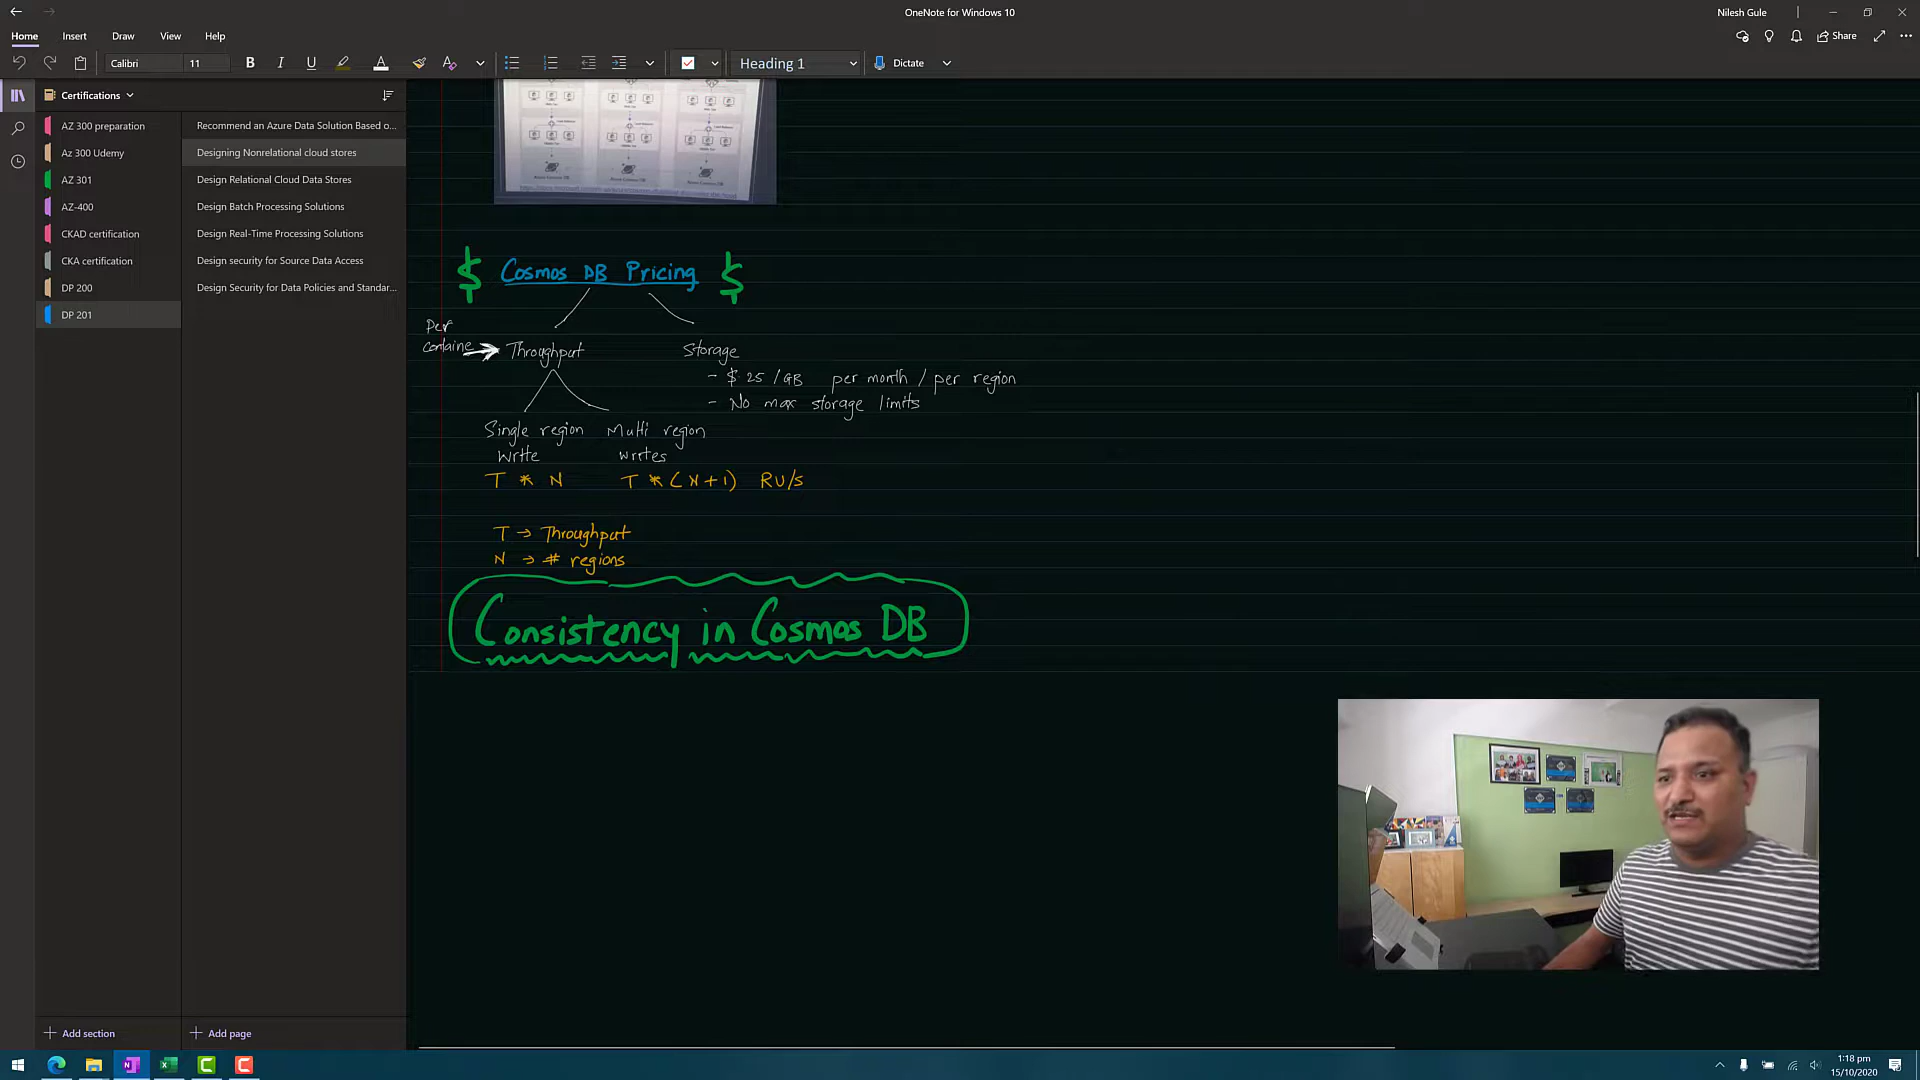 OneNote for Windows 10
Nilesh Gule
Home Insert Draw View Help
Share
Calibri 11 B I U A Heading 1 Dictate
Certifications
AZ 300 preparation
Az 300 Udemy
AZ 301
AZ-400
CKAD certification
CKA certification
DP 200
DP 201
Recommend an Azure Data Solution Based o...
Designing Nonrelational cloud stores
Design Relational Cloud Data Stores
Design Batch Processing Solutions
Design Real-Time Processing Solutions
Design security for Source Data Access
Design Security for Data Policies and Standar...
$ Cosmos DB Pricing $
Per
Containe
Throughput
Storage
- $ 25 /GB per month / per region
- No max storage limits
Single region
Write
Multi region
writes
T * N
T * (N+1) RU/s
T → Throughput
N → # regions
Consistency in Cosmos DB
+ Add section
+ Add page
1:18 pm
15/10/2020